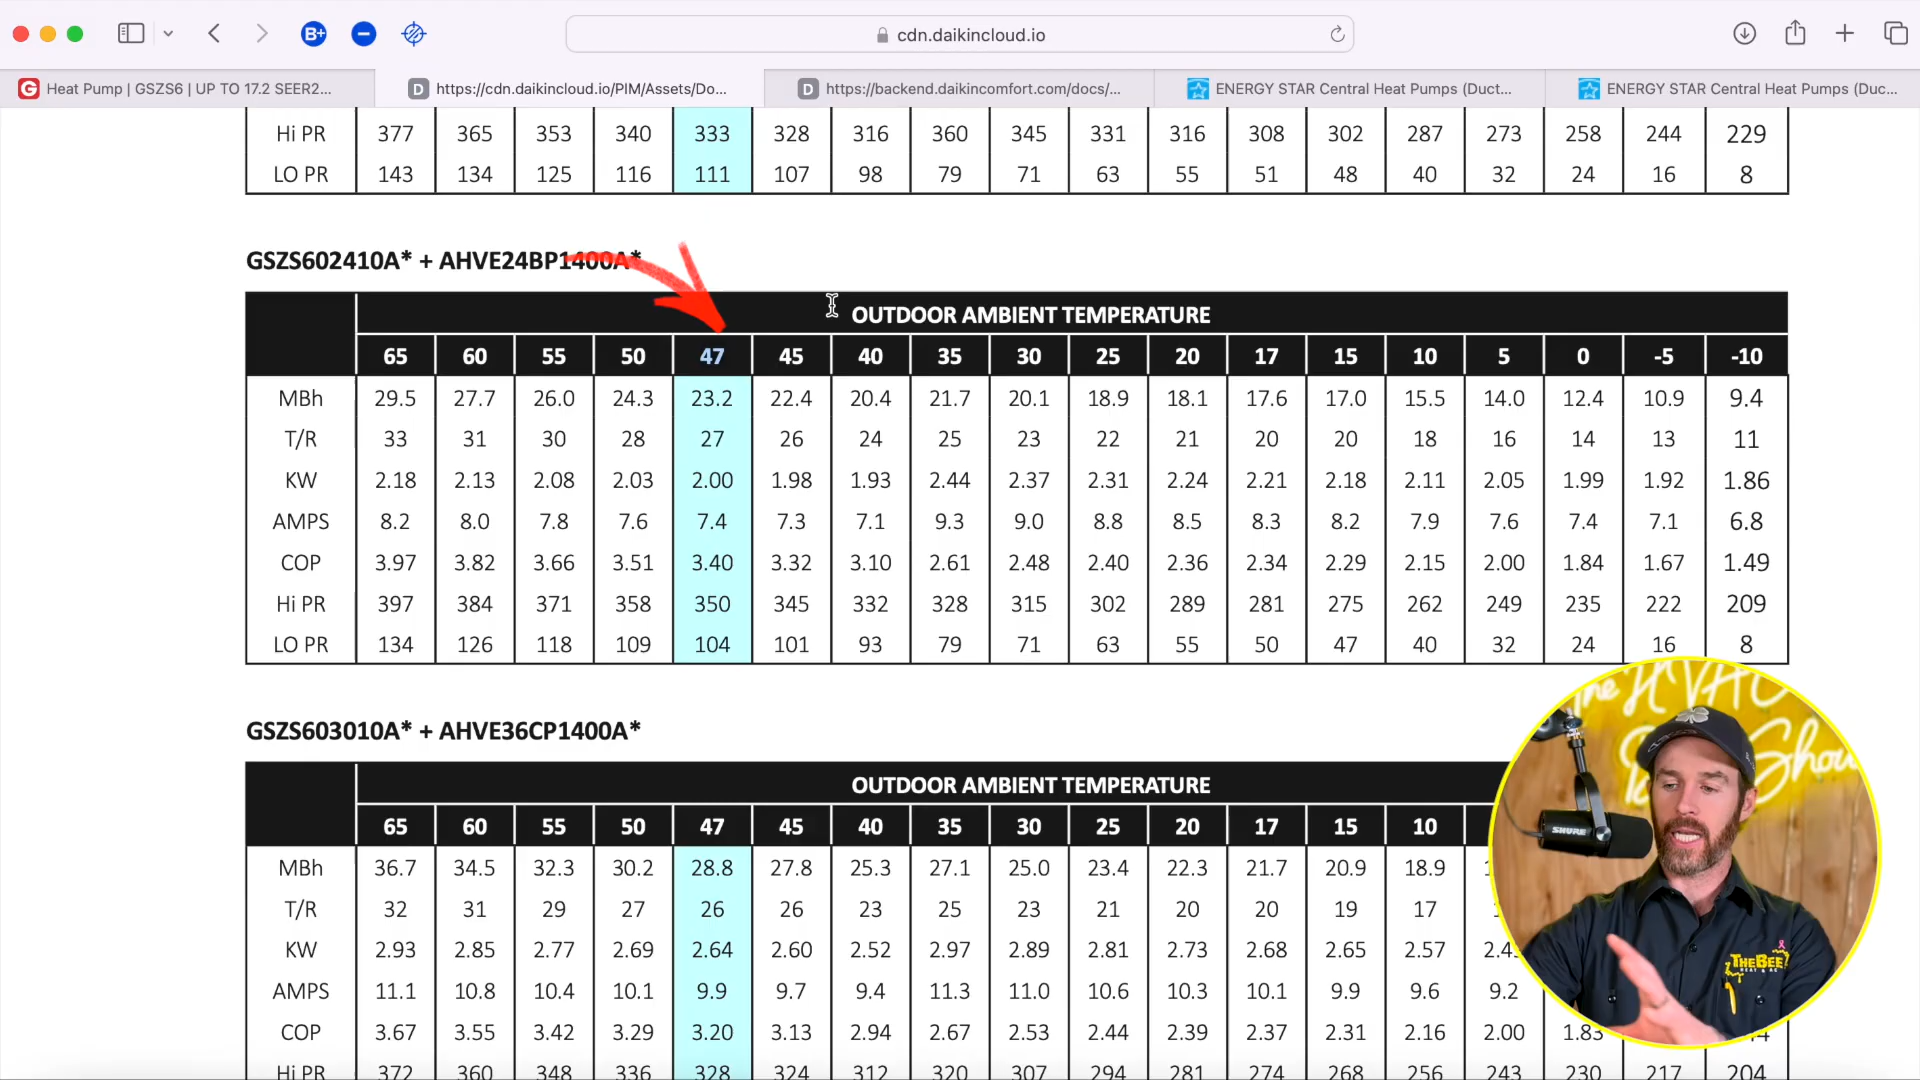 cdn.daikincloud.io
Heat Pump | GSZS6 | UP TO 17.2 SEER2...
https://cdn.daikincloud.io/PIM/Assets/Do...
https://backend.daikincomfort.com/docs/...
ENERGY STAR Central Heat Pumps (Duct...
ENERGY STAR Central Heat Pumps (Duc...
Hi PR 377 365 353 340 333 328 316 360 345 331 316 308 302 287 273 258 244 229
LO PR 143 134 125 116 111 107 98 79 71 63 55 51 48 40 32 24 16 8
GSZS602410A* + AHVE24BP1400A*
OUTDOOR AMBIENT TEMPERATURE
65 60 55 50 47 45 40 35 30 25 20 17 15 10 5 0 -5 -10
MBh 29.5 27.7 26.0 24.3 23.2 22.4 20.4 21.7 20.1 18.9 18.1 17.6 17.0 15.5 14.0 12.4 10.9 9.4
T/R 33 31 30 28 27 26 24 25 23 22 21 20 20 18 16 14 13 11
KW 2.18 2.13 2.08 2.03 2.00 1.98 1.93 2.44 2.37 2.31 2.24 2.21 2.18 2.11 2.05 1.99 1.92 1.86
AMPS 8.2 8.0 7.8 7.6 7.4 7.3 7.1 9.3 9.0 8.8 8.5 8.3 8.2 7.9 7.6 7.4 7.1 6.8
COP 3.97 3.82 3.66 3.51 3.40 3.32 3.10 2.61 2.48 2.40 2.36 2.34 2.29 2.15 2.00 1.84 1.67 1.49
Hi PR 397 384 371 358 350 345 332 328 315 302 289 281 275 262 249 235 222 209
LO PR 134 126 118 109 104 101 93 79 71 63 55 50 47 40 32 24 16 8
GSZS603010A* + AHVE36CP1400A*
OUTDOOR AMBIENT TEMPERATURE
65 60 55 50 47 45 40 35 30 25 20 17 15 10
MBh 36.7 34.5 32.3 30.2 28.8 27.8 25.3 27.1 25.0 23.4 22.3 21.7 20.9 18.9
T/R 32 31 29 27 26 26 23 25 23 21 20 20 19 17
KW 2.93 2.85 2.77 2.69 2.64 2.60 2.52 2.97 2.89 2.81 2.73 2.68 2.65 2.57
AMPS 11.1 10.8 10.4 10.1 9.9 9.7 9.4 11.3 11.0 10.6 10.3 10.1 9.9 9.6 9.2
COP 3.67 3.55 3.42 3.29 3.20 3.13 2.94 2.67 2.53 2.44 2.39 2.37 2.31 2.16 2.00 1.83
Hi PR 372 360 348 336 328 324 312 320 307 294 281 274 268 256 243 230 217 204
The HVAC
Show
SHURE
THE BEE
HEAT & AC